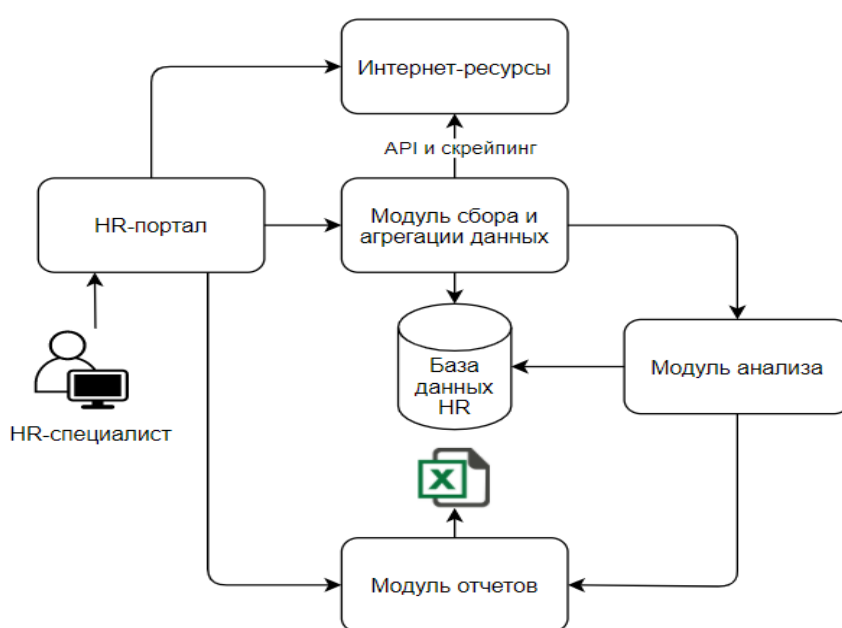 Интернет-ресурсы
API и скрейпинг
HR-портал
Модуль сбора и
агрегации данных
База
данных
HR
Модуль анализа
HR-специалист
X
Модуль отчетов